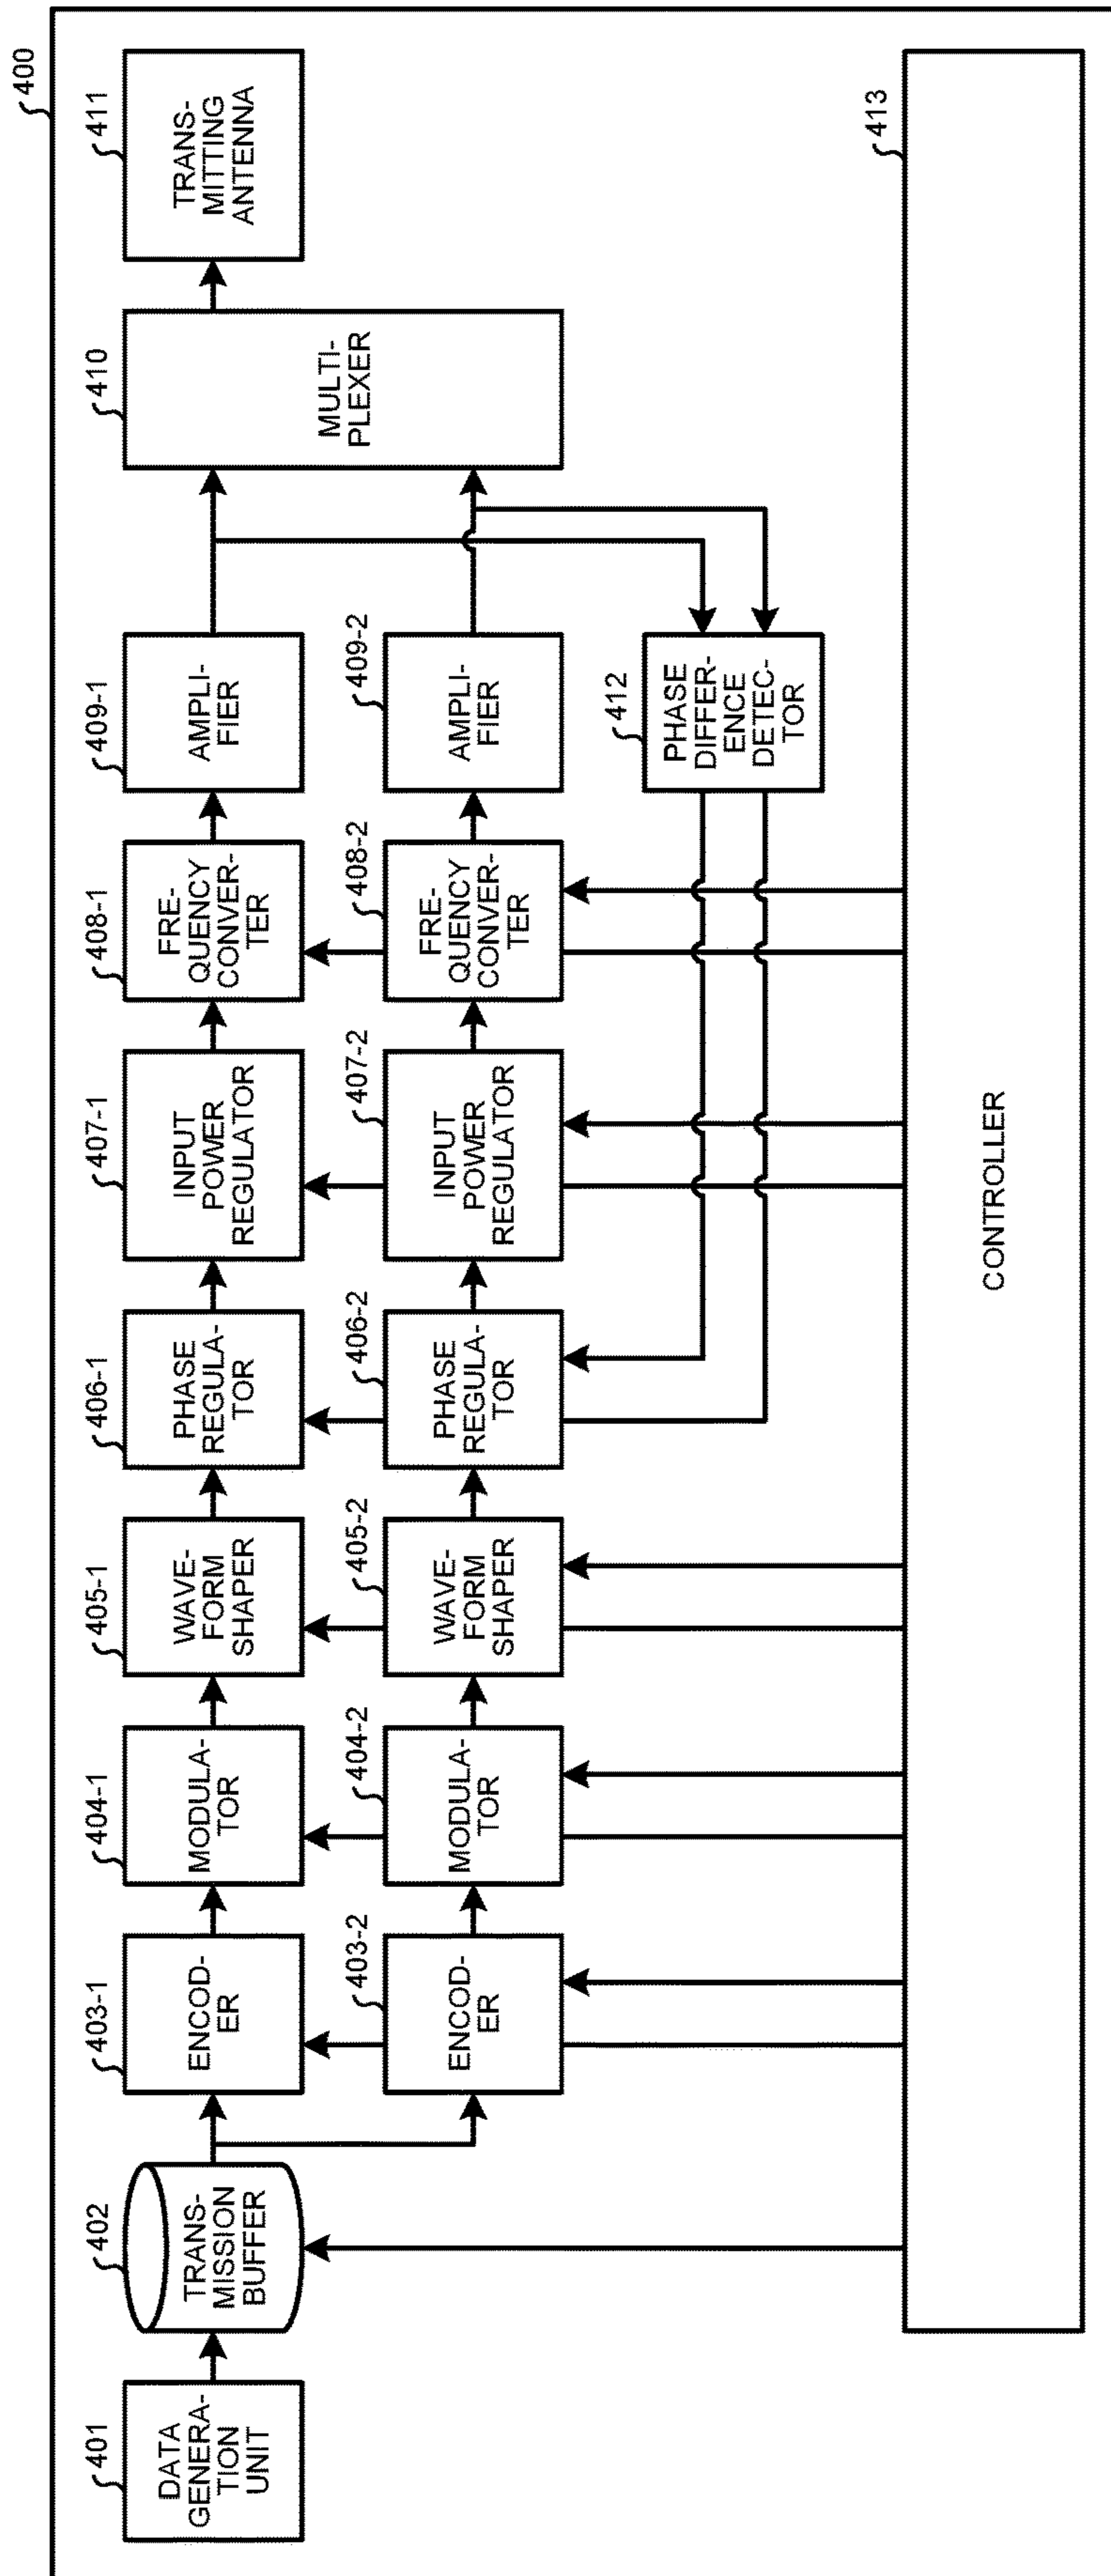 400
401
DATA
GENERA-
TION
UNIT
402
TRANS-
MISSION
BUFFER
403-1
ENCOD-
ER
404-1
MODULA-
TOR
405-1
WAVE-
FORM
SHAPER
406-1
PHASE
REGULA-
TOR
407-1
INPUT
POWER
REGULATOR
408-1
FRE-
QUENCY
CONVER-
TER
409-1
AMPLI-
FIER
410
MULTI-
PLEXER
411
TRANS-
MITTING
ANTENNA
403-2
ENCOD-
ER
404-2
MODULA-
TOR
405-2
WAVE-
FORM
SHAPER
406-2
PHASE
REGULA-
TOR
407-2
INPUT
POWER
REGULATOR
408-2
FRE-
QUENCY
CONVER-
TER
409-2
AMPLI-
FIER
412
PHASE
DIFFER-
ENCE
DETEC-
TOR
413
CONTROLLER